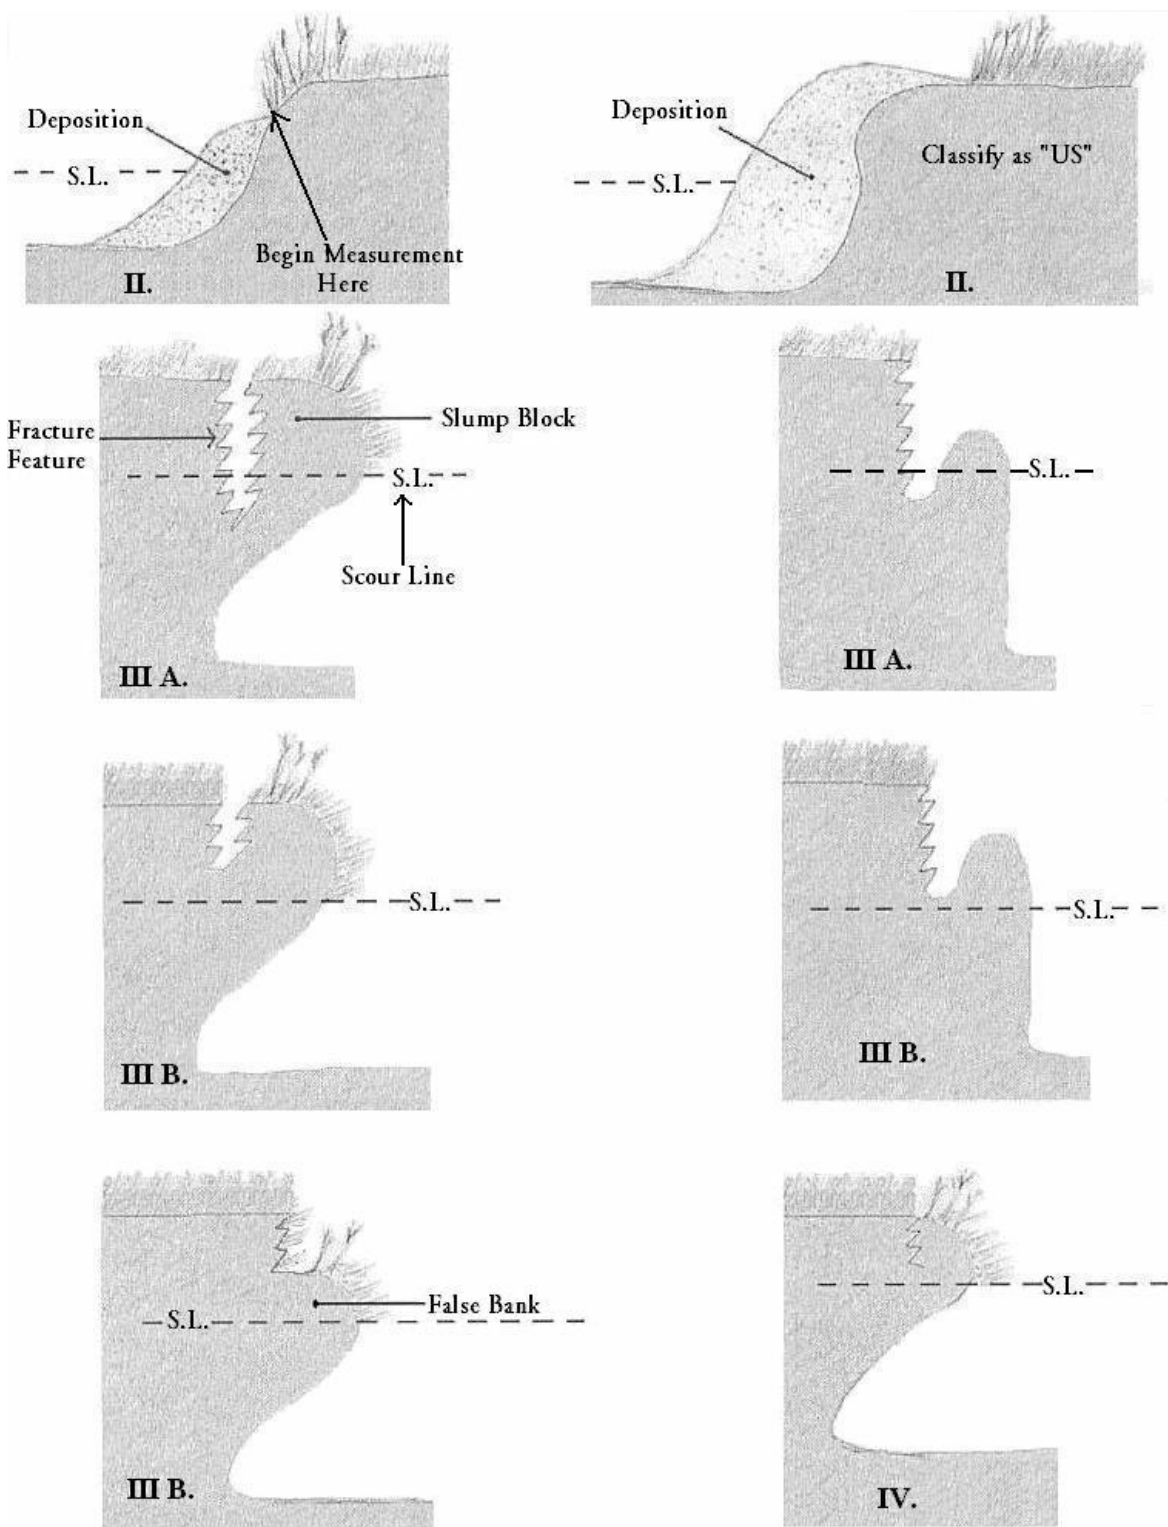 Deposition
S.L.
Begin Measurement
Here
II.
Deposition
Classify as "US"
S.L.
II.
Fracture
Feature
Slump Block
S.L.
Scour Line
III A.
S.L.
III A.
S.L.
III B.
S.L.
III B.
False Bank
S.L.
III B.
S.L.
IV.